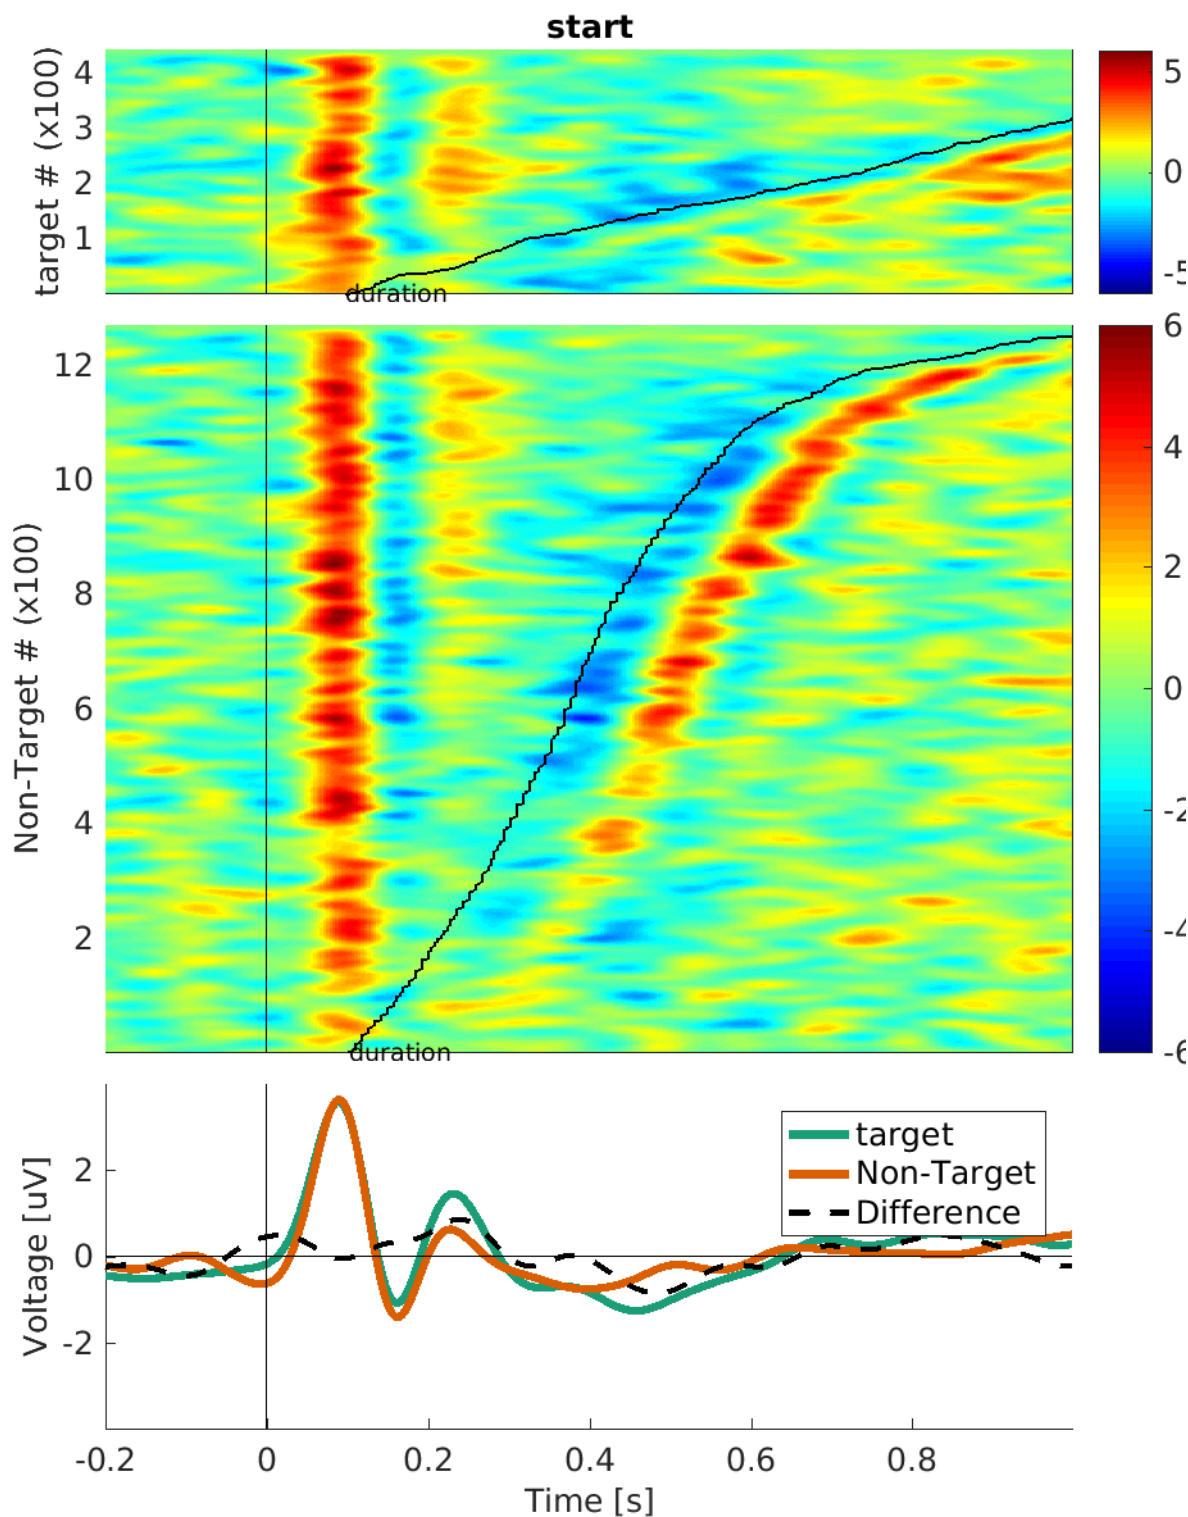 start
target # (x100)
4
3
2
1
duration
5
0
-5
Non-Target # (x100)
12
10
8
6
4
2
duration
6
4
2
0
-2
-4
-6
Voltage [uV]
2
0
-2
target
Non-Target
Difference
-0.2 0 0.2 0.4 0.6 0.8
Time [s]